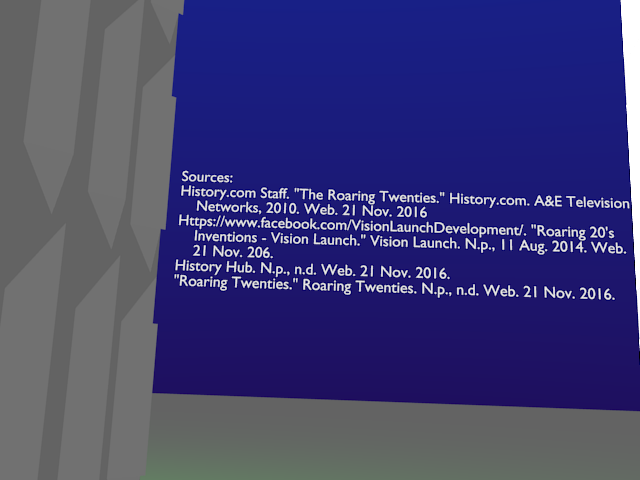 Sources:
History.com Staff. "The Roaring Twenties." History.com. A&E Television
Networks, 2010. Web. 21 Nov. 2016
Https://www.facebook.com/VisionLaunchDevelopment/. "Roaring 20's
Inventions - Vision Launch." Vision Launch. N.p., 11 Aug. 2014. Web.
21 Nov. 206.
History Hub. N.p., n.d. Web. 21 Nov. 2016.
"Roaring Twenties." Roaring Twenties. N.p., n.d. Web. 21 Nov. 2016.